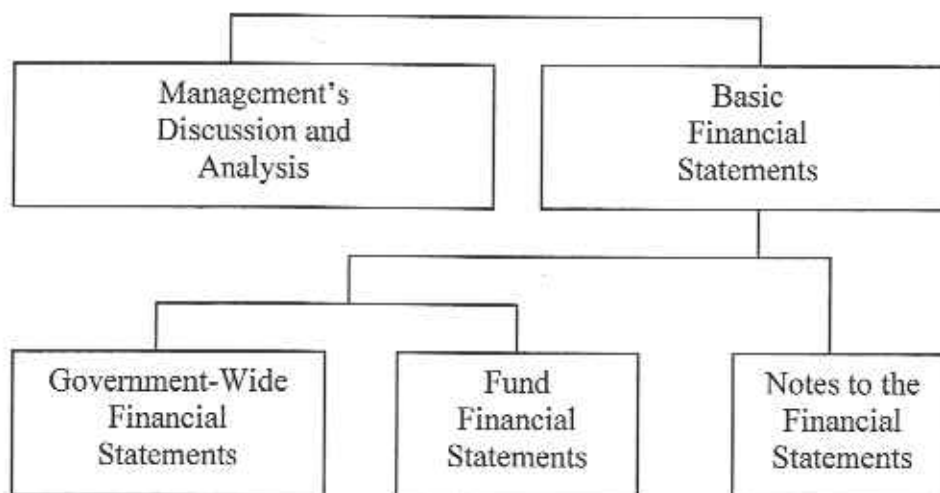 Management's
Discussion and
Analysis
Basic
Financial
Statements
Government-Wide
Financial
Statements
Fund
Financial
Statements
Notes to the
Financial
Statements